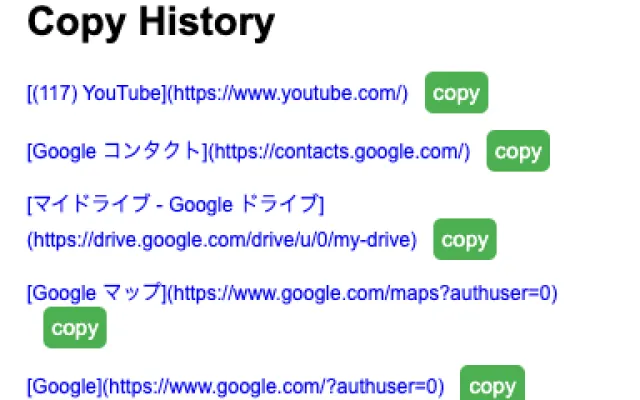 Copy History
[(117) YouTube](https://www.youtube.com/) copy
[Google コンタクト](https://contacts.google.com/) copy
[マイドライブ - Google ドライブ]
(https://drive.google.com/drive/u/0/my-drive) copy
[Google マップ](https://www.google.com/maps?authuser=0)
copy
[Google](https://www.google.com/?authuser=0) copy